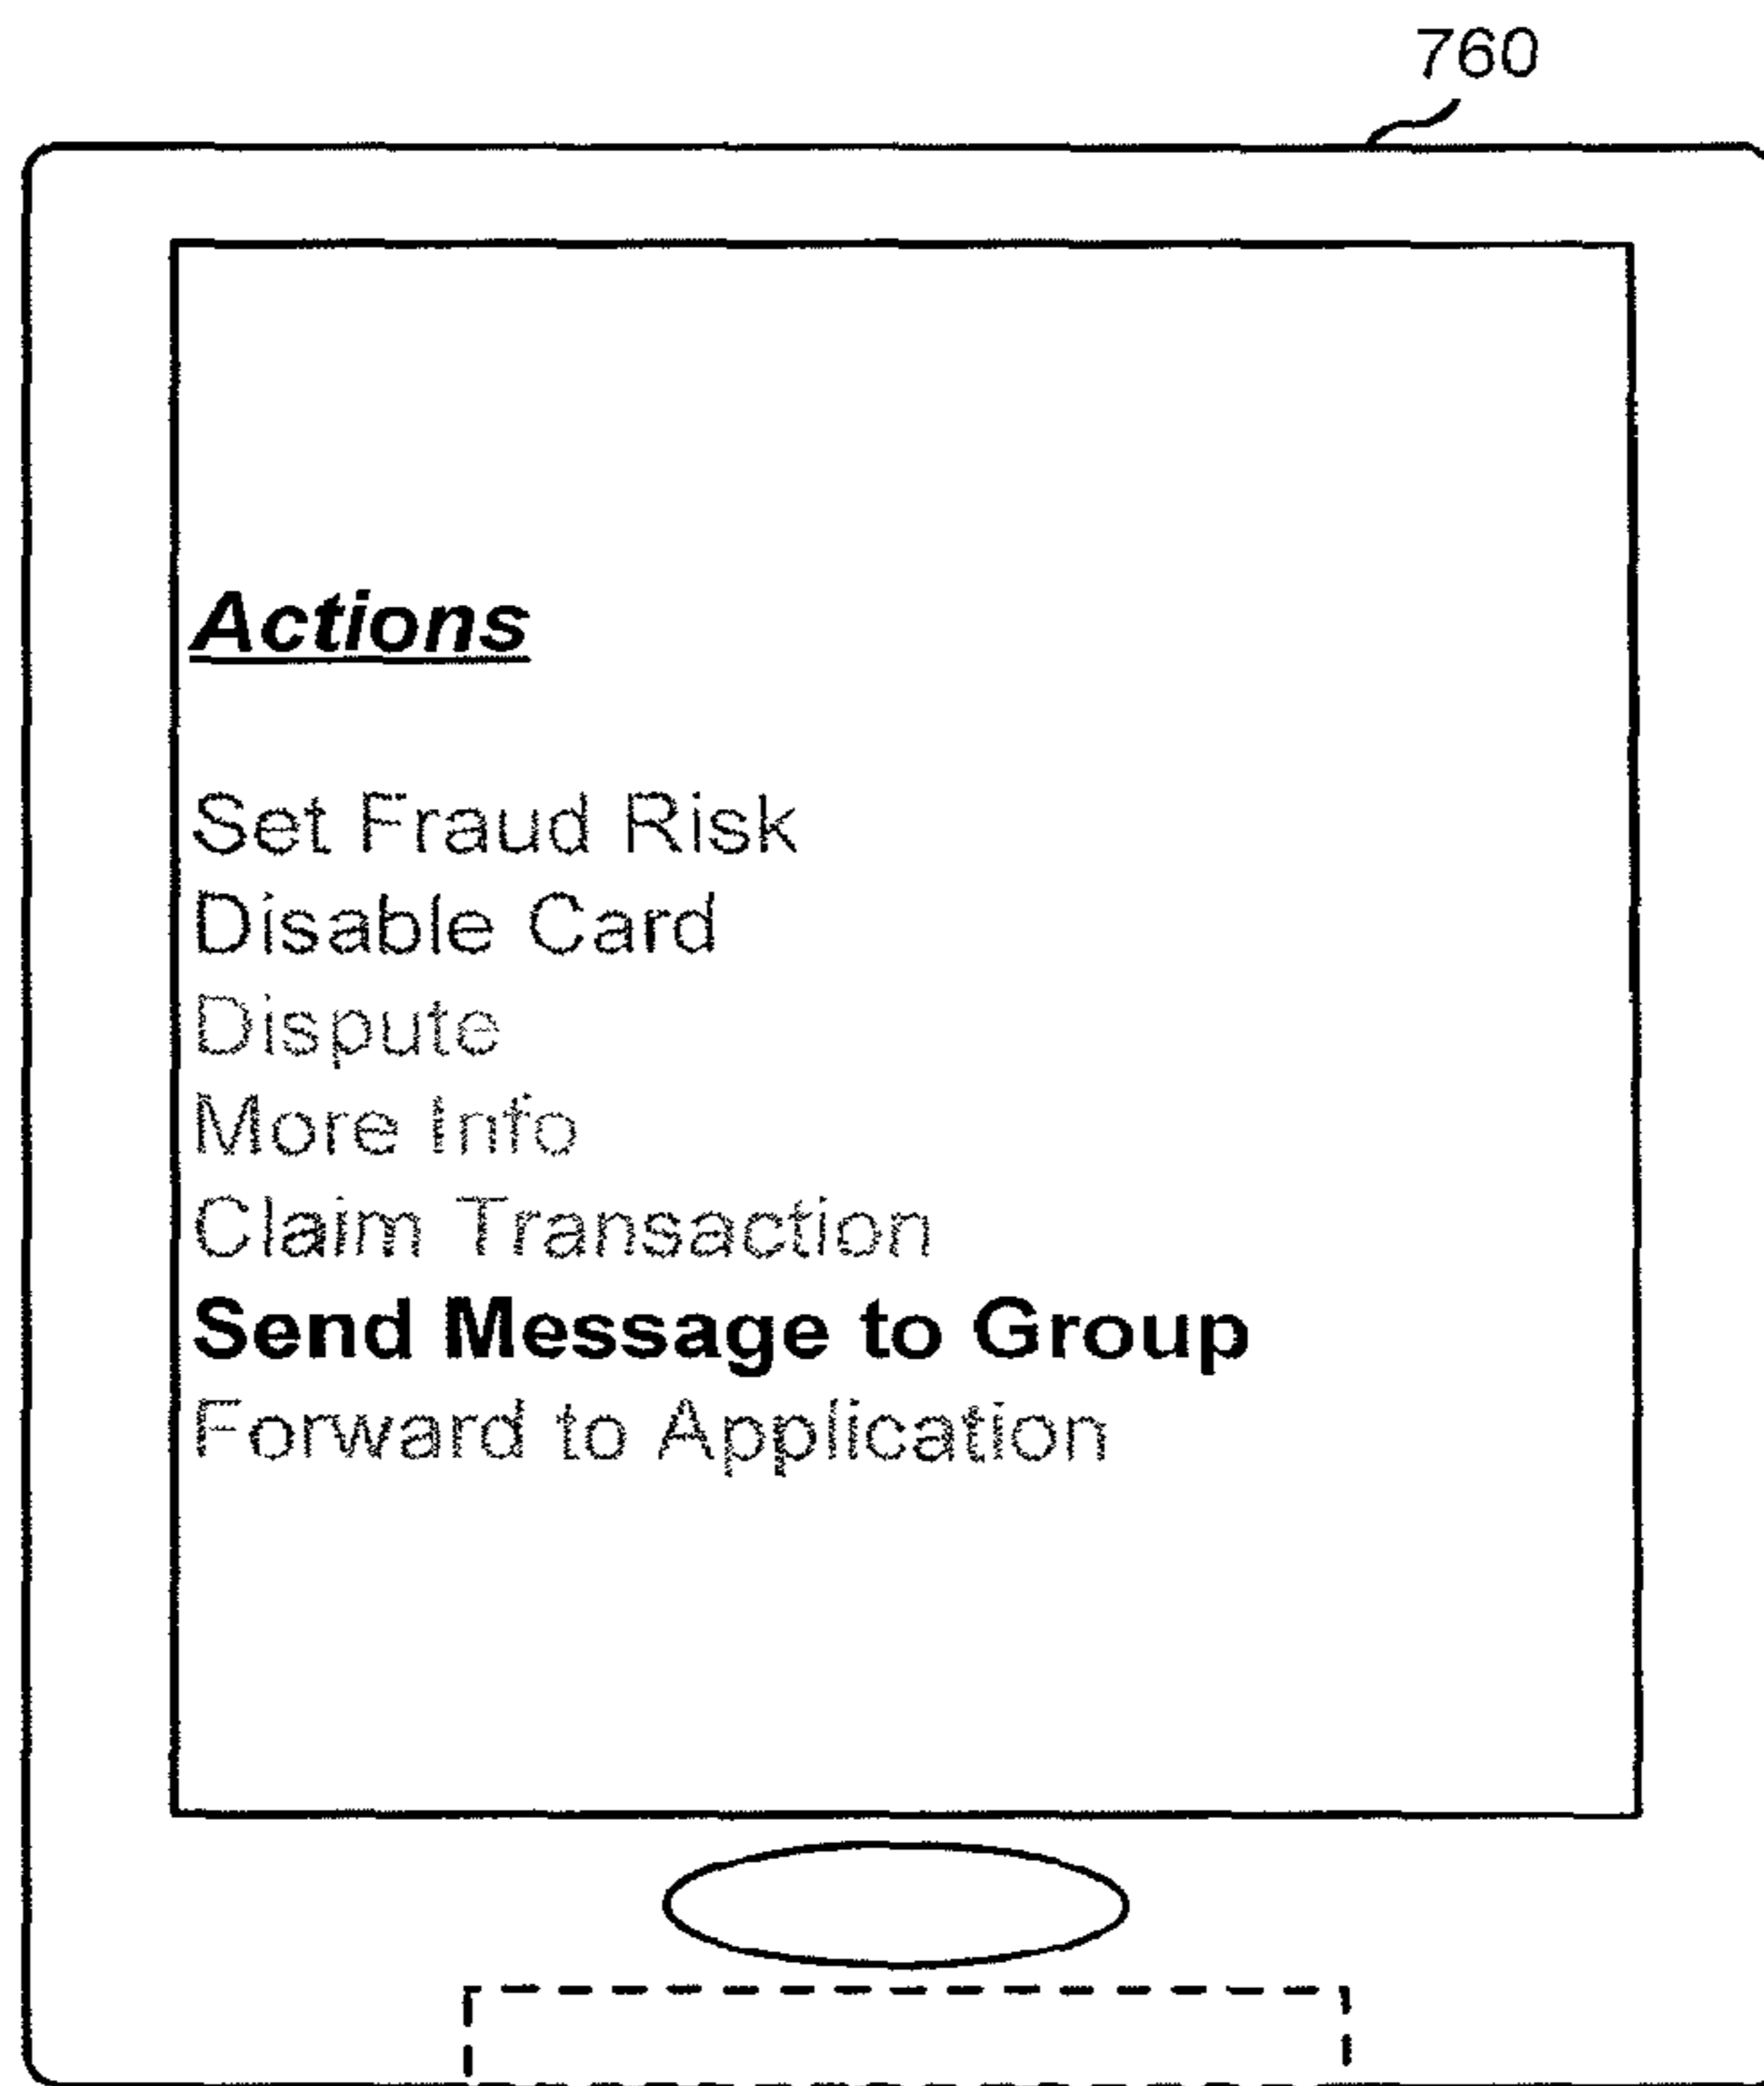 760
Actions
Set Fraud Risk
Disable Card
Dispute
More Info
Claim Transaction
Send Message to Group
Forward to Application